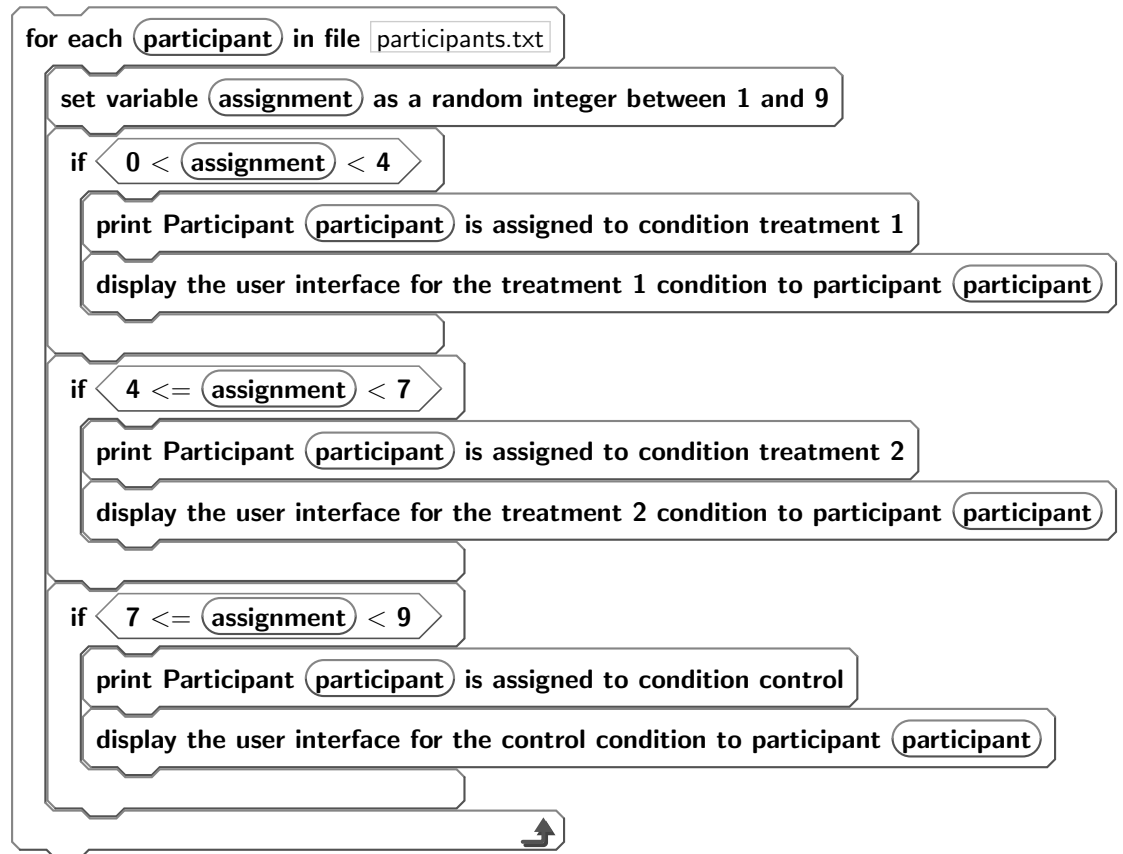 for each participant in file participants.txt
set variable assignment as a random integer between 1 and 9
if 0 < assignment < 4
print Participant participant is assigned to condition treatment 1
display the user interface for the treatment 1 condition to participant participant
if 4 <= assignment < 7
print Participant participant is assigned to condition treatment 2
display the user interface for the treatment 2 condition to participant participant
if 7 <= assignment < 9
print Participant participant is assigned to condition control
display the user interface for the control condition to participant participant